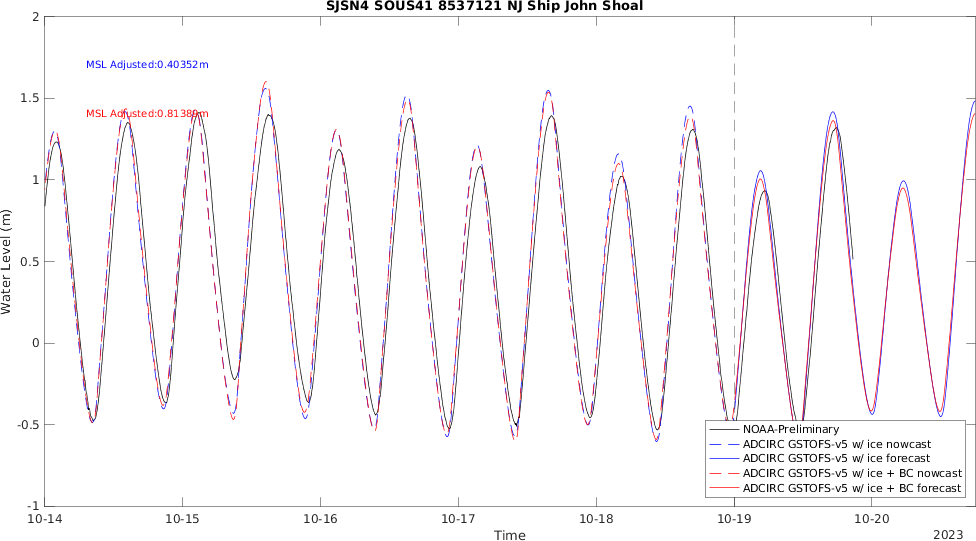 SJSN4 SOUS41 8537121 NJ Ship John Shoal
2
MSL Adjusted:0.40352m
1.5
MSL Adjusted:0.81389m
1
Water Level (m)
0.5
0
-0.5
NOAA-Preliminary
ADCIRC GSTOFS-v5 w/ ice nowcast
ADCIRC GSTOFS-v5 w/ ice forecast
ADCIRC GSTOFS-v5 w/ ice + BC nowcast
ADCIRC GSTOFS-v5 w/ ice + BC forecast
-1
10-14 10-15 10-16 10-17 10-18 10-19 10-20
Time
2023